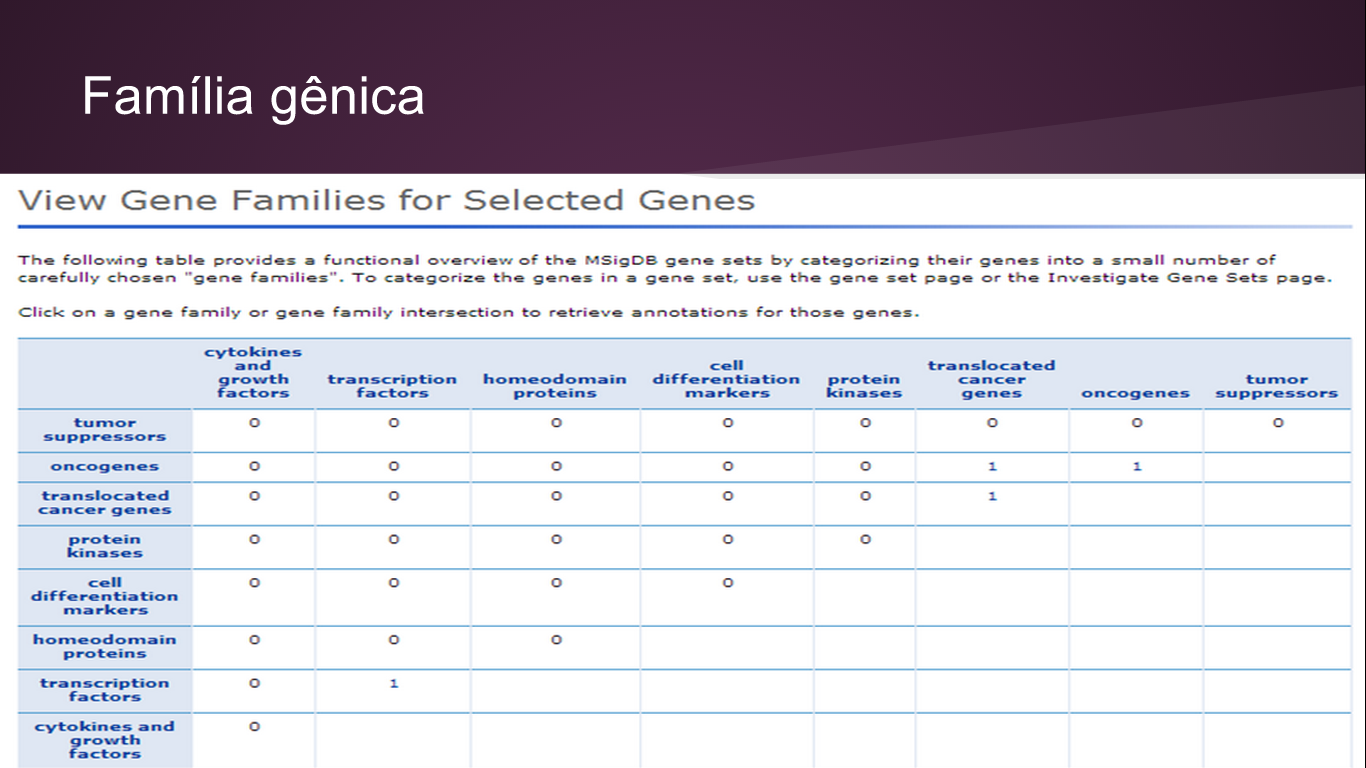 Família gênica
View Gene Families for Selected Genes
The following table provides a functional overview of the MSigDB gene sets by categorizing their genes into a small number of
carefully chosen "gene families". To categorize the genes in a gene set, use the gene set page or the Investigate Gene Sets page.
Click on a gene family or gene family intersection to retrieve annotations for those genes.
cytokines
and
growth
factors
transcription
factors
homeodomain
proteins
cell
differentiation
markers
protein
kinases
translocated
cancer
genes
oncogenes
tumor
suppressors
tumor
suppressors
0 0 0 0 0 0 0 0
oncogenes 0 0 0 0 0 1 1
translocated
cancer genes
0 0 0 0 0 1
protein
kinases
0 0 0 0 0
cell
differentiation
markers
0 0 0 0
homeodomain
proteins
0 0 0
transcription
factors
0 1
cytokines and
growth
factors
0